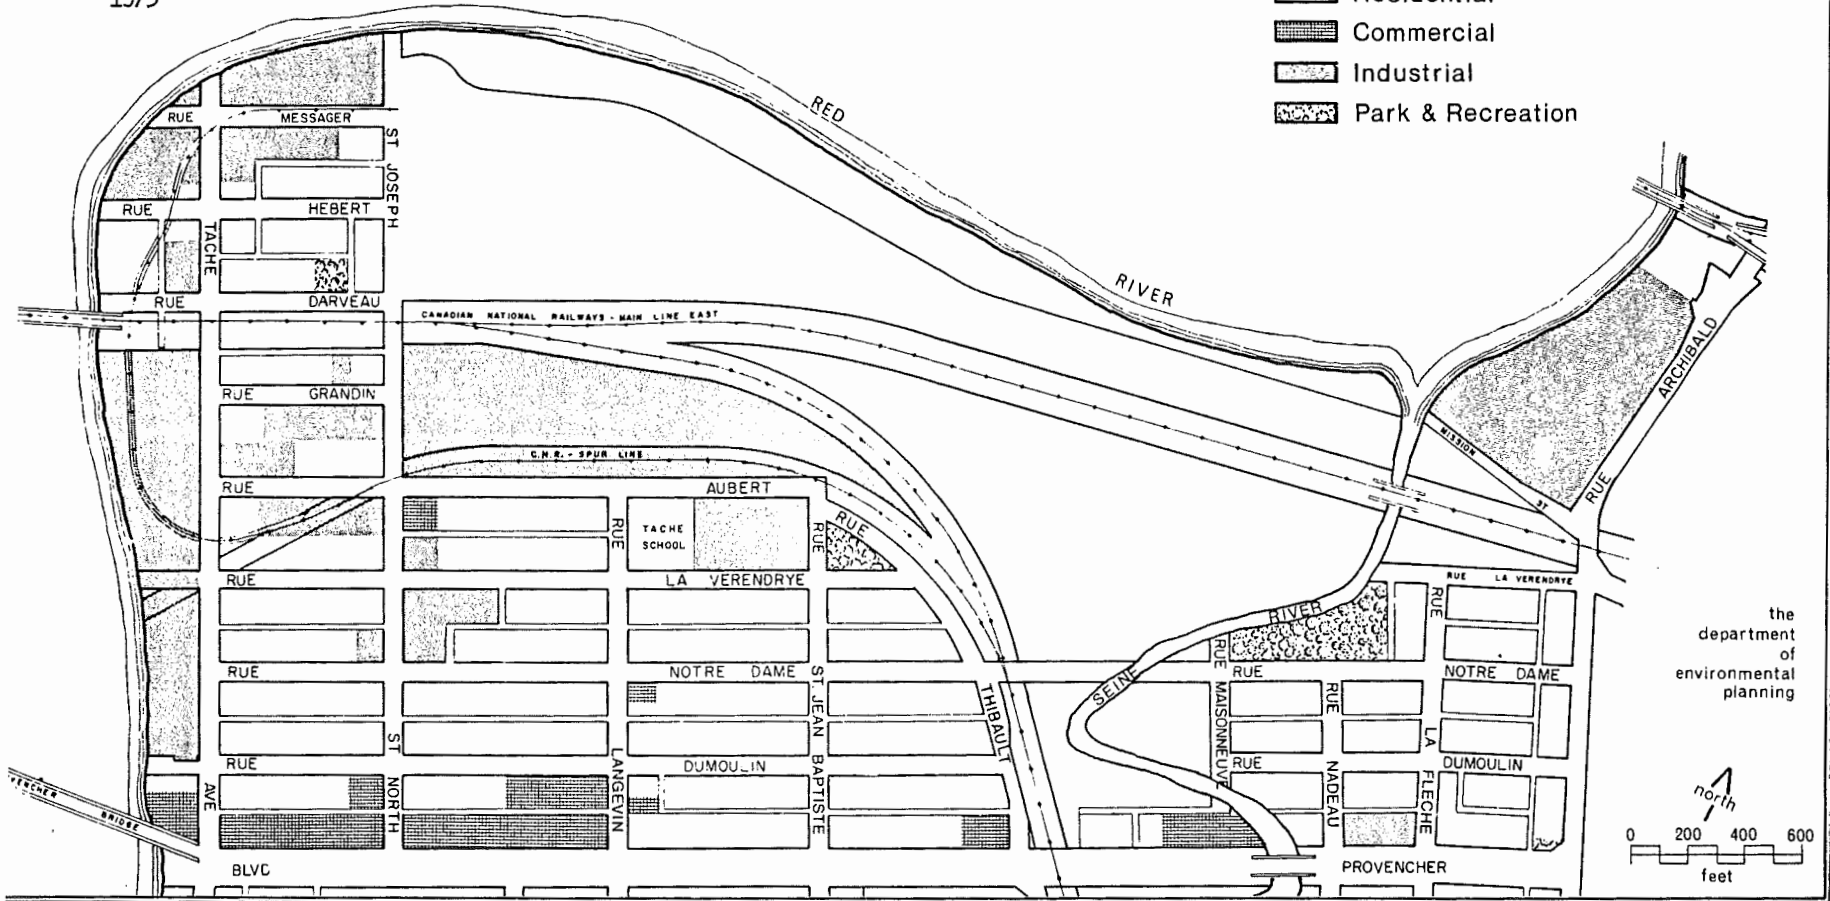 1975
Residential
Commercial
Industrial
Park & Recreation
RED
RIVER
RUE MESSAGER
ST JOSEPH
RUE HEBERT
TACHE
RUE DARVEAU
CANADIAN NATIONAL RAILWAYS - MAIN LINE EAST
RUE GRANDIN
C.N.R. - SPUR LINE
RUE AUBERT
RUE
TACHE
SCHOOL
RUE
RUE
MISSION
ST
RUE ARCHIBALD
RUE LA VERENDRYE
RUE LA VERENDRYE
RIVER
SEINE
RUE
RUE NOTRE DAME
RUE NOTRE DAME
ST. JEAN BAPTISTE
THIBAULT
RUE MAISONNEUVE
RUE
NADEAU
LA
FLECHE
RUE DUMOULIN
RUE DUMOULIN
ST
NORTH
LANGEVIN
AVE
BRIDGE
BLVD
PROVENCHER
the
department
of
environmental
planning
north
0 200 400 600
feet